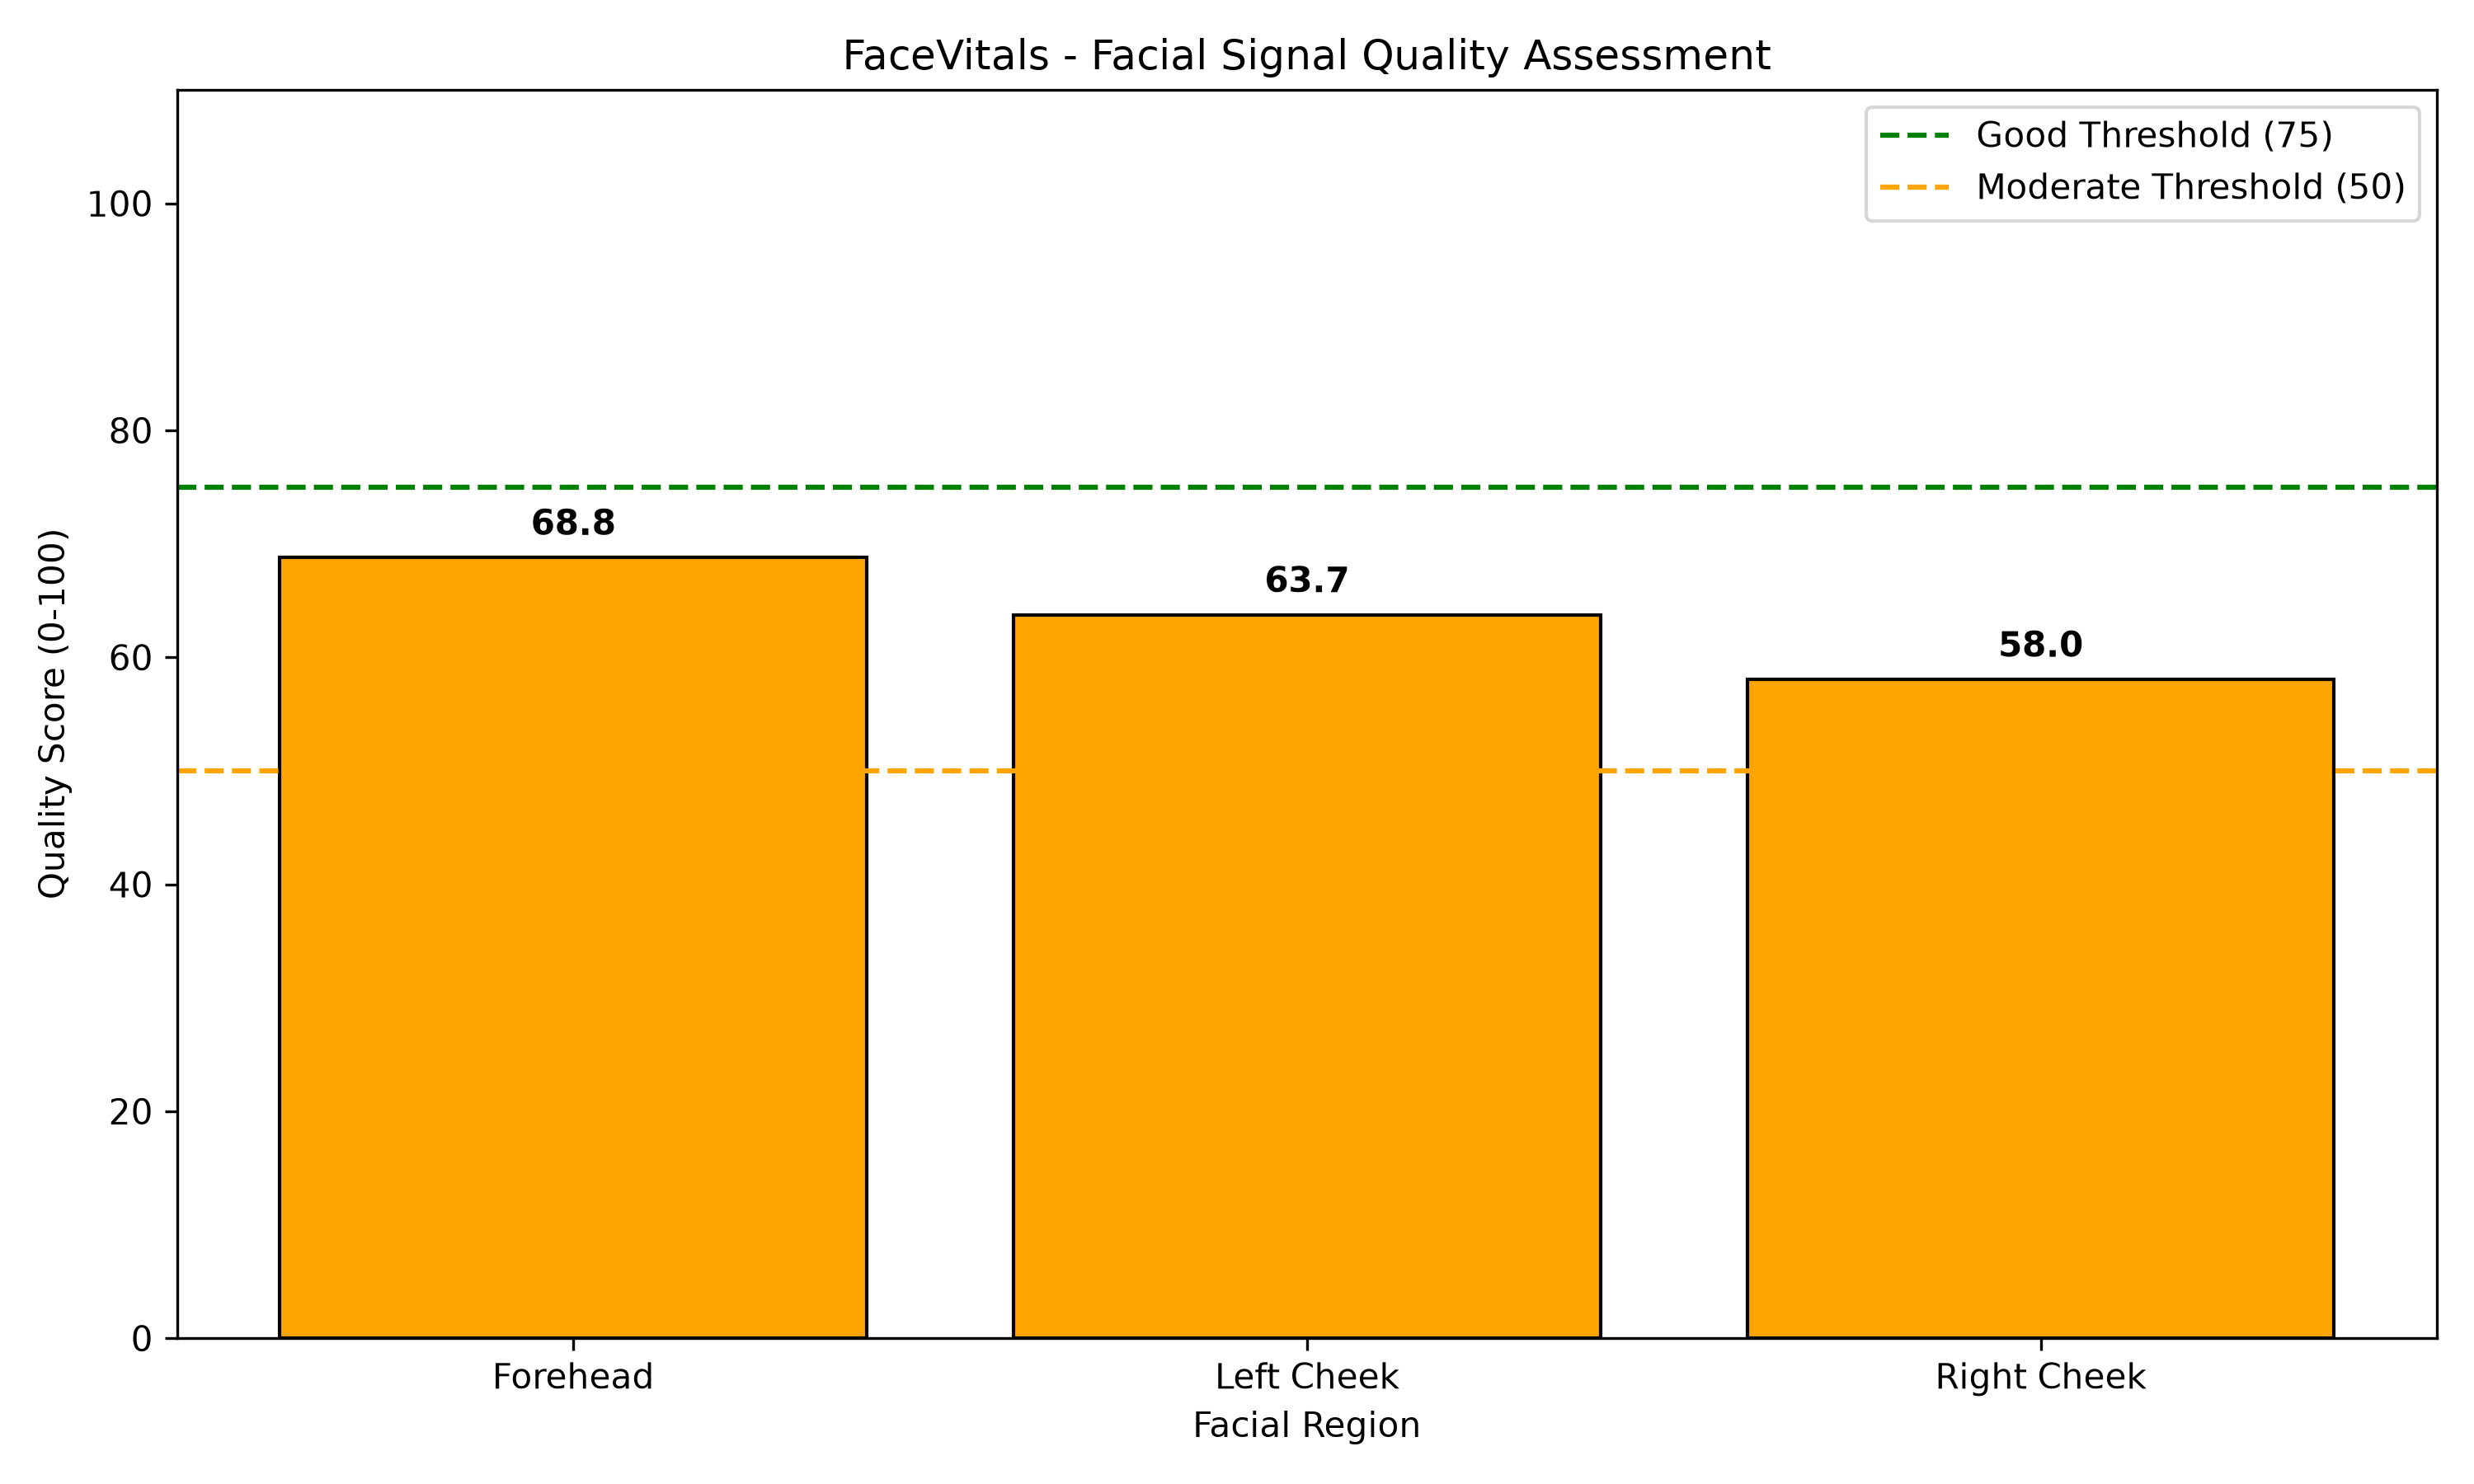 FaceVitals - Facial Signal Quality Assessment
Good Threshold (75)
Moderate Threshold (50)
Quality Score (0-100)
100
80
60
40
20
0
68.8
63.7
58.0
Forehead
Left Cheek
Right Cheek
Facial Region